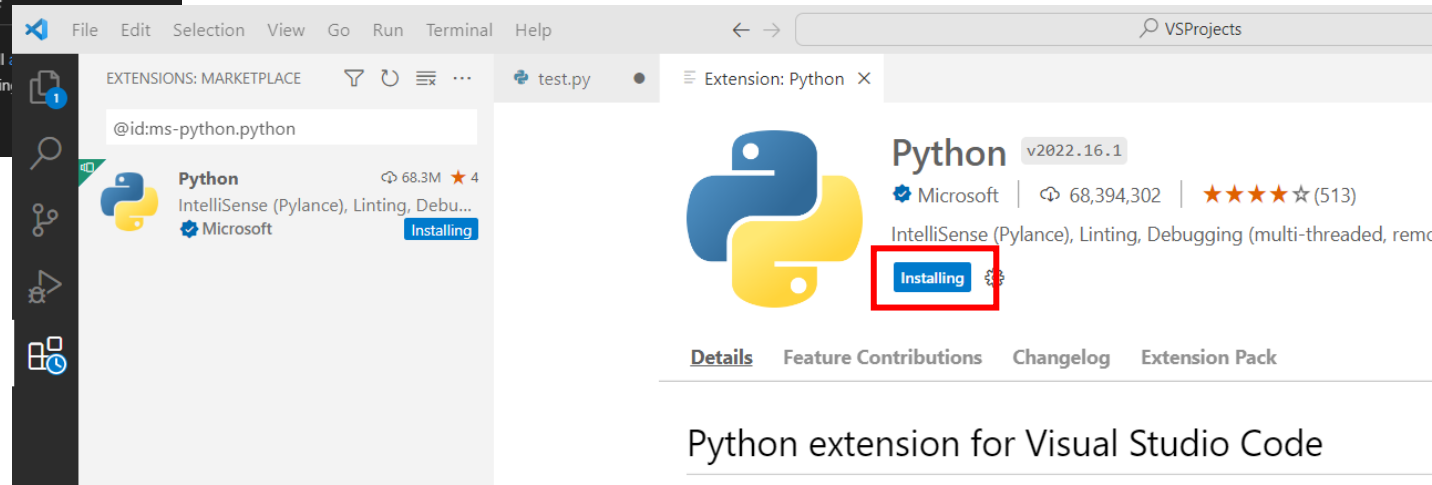 File Edit Selection View Go Run Terminal Help
VSProjects
EXTENSIONS: MARKETPLACE
test.py
Extension: Python
1
@id:ms-python.python
Python
68.3M ★ 4
IntelliSense (Pylance), Linting, Debu...
Microsoft
Installing
Python v2022.16.1
Microsoft | 68,394,302 | ★★★★☆ (513)
IntelliSense (Pylance), Linting, Debugging (multi-threaded, remo
Installing
Details Feature Contributions Changelog Extension Pack
Python extension for Visual Studio Code